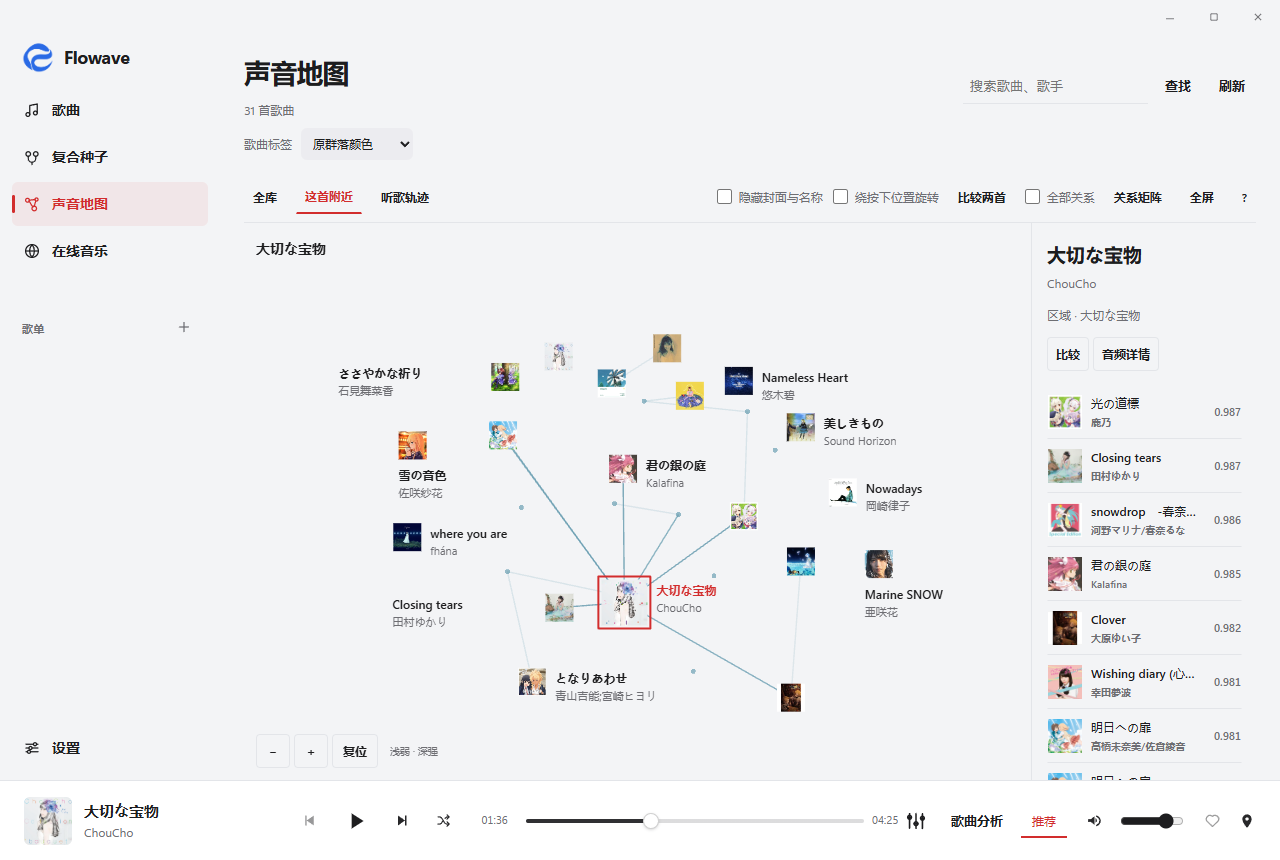 Flowave
歌曲
复合种子
声音地图
在线音乐
歌单
设置
声音地图
31 首歌曲
搜索歌曲、歌手
查找
刷新
歌曲标签
原群落颜色
全库
这首附近
听歌轨迹
隐藏封面与名称
绕按下位置旋转
比较两首
全部关系
关系矩阵
全屏
?
大切な宝物
ささやかな祈り
石見舞菜香
Nameless Heart
悠木碧
美しきもの
Sound Horizon
雪の音色
佐咲紗花
君の銀の庭
Kalafina
Nowadays
岡崎律子
where you are
fhána
大切な宝物
ChouCho
Marine SNOW
亜咲花
Closing tears
田村ゆかり
となりあわせ
青山吉能;宮崎ヒヨリ
−
+
复位
浅弱 · 深强
大切な宝物
ChouCho
区域 · 大切な宝物
比较
音频详情
光の道標
鹿乃
0.987
Closing tears
田村ゆかり
0.987
snowdrop -春奈...
河野マリナ/春奈るな
0.986
君の銀の庭
Kalafina
0.985
Clover
大原ゆい子
0.982
Wishing diary (心...
幸田夢波
0.981
明日への扉
高柄未奈美/佐倉綾音
0.981
明日への扉
大切な宝物
ChouCho
01:36
04:25
歌曲分析
推荐